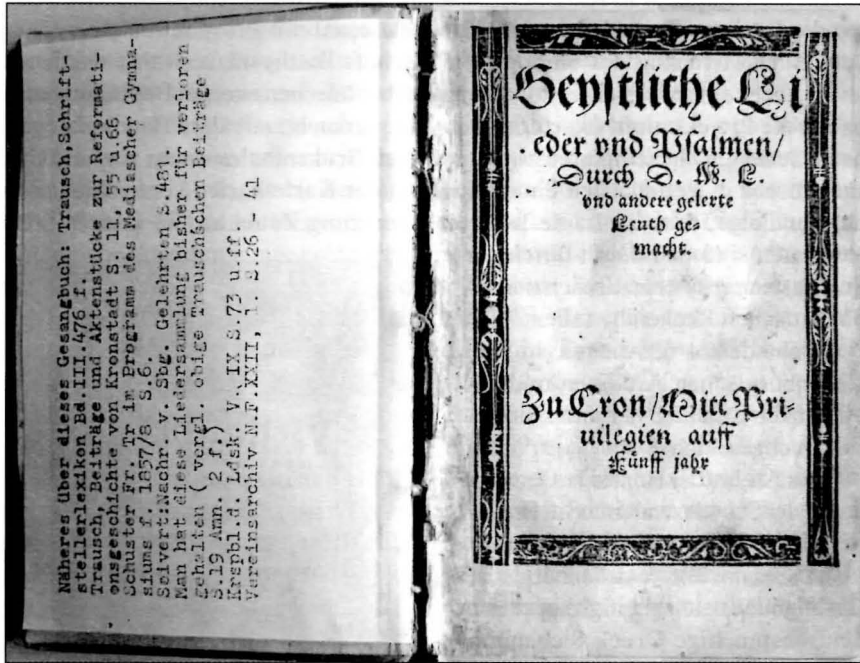 Näheres über dieses Gesangbuch: Trausch, Schrift-
stellerlexikon Bd.III.476 f.
Trausch, Beiträge und Aktenstücke zur Reformati-
onsgeschichte von Kronstadt S. 11, 55 u.66
Schuster Fr. Tr im Programm des Mediascher Gymna-
siums f. 1857/8 S.6.
Seivert:Nachr. v. Sbg. Gelehrten S.431.
Man hat diese Liedersammlung bisher für verloren
gehalten ( vergl. obige Trauschschen Beiträge
S.19 Anm. 2 f.)
Krspbl.d. Ldsk. V. IX S.73 u.ff
Vereinsarchiv N.F.XXII, 1. S.26 - 41
Geystliche Li
eder vnd Psalmen/
Durch D. M. L.
vnd andere gelerte
Leuth ge-
macht.
Zu Cron/Mitt Pri-
uilegien auff
Fünff jahr